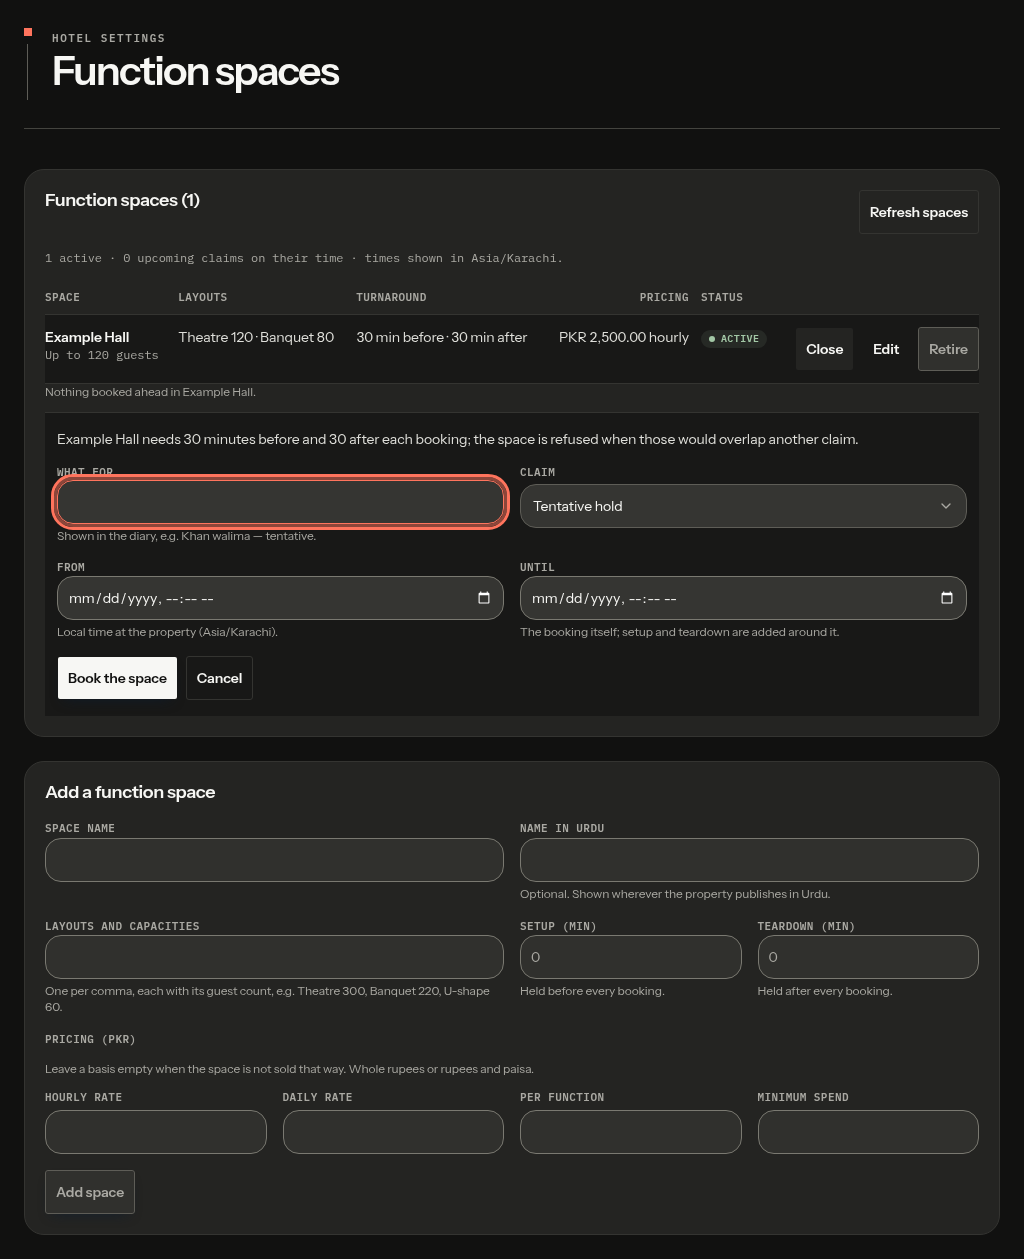 HOTEL SETTINGS
Function spaces
Function spaces (1)
Refresh spaces
1 active · 0 upcoming claims on their time · times shown in Asia/Karachi.
SPACE LAYOUTS TURNAROUND PRICING STATUS
Example Hall Theatre 120 · Banquet 80 30 min before · 30 min after PKR 2,500.00 hourly ACTIVE Close Edit Retire
Up to 120 guests
Nothing booked ahead in Example Hall.
Example Hall needs 30 minutes before and 30 after each booking; the space is refused when those would overlap another claim.
WHAT FOR CLAIM
Tentative hold
Shown in the diary, e.g. Khan walima — tentative.
FROM UNTIL
mm/dd/yyyy, --:-- -- mm/dd/yyyy, --:-- --
Local time at the property (Asia/Karachi). The booking itself; setup and teardown are added around it.
Book the space Cancel
Add a function space
SPACE NAME NAME IN URDU
Optional. Shown wherever the property publishes in Urdu.
LAYOUTS AND CAPACITIES SETUP (MIN) TEARDOWN (MIN)
0 0
One per comma, each with its guest count, e.g. Theatre 300, Banquet 220, U-shape Held before every booking. Held after every booking.
60.
PRICING (PKR)
Leave a basis empty when the space is not sold that way. Whole rupees or rupees and paisa.
HOURLY RATE DAILY RATE PER FUNCTION MINIMUM SPEND
Add space